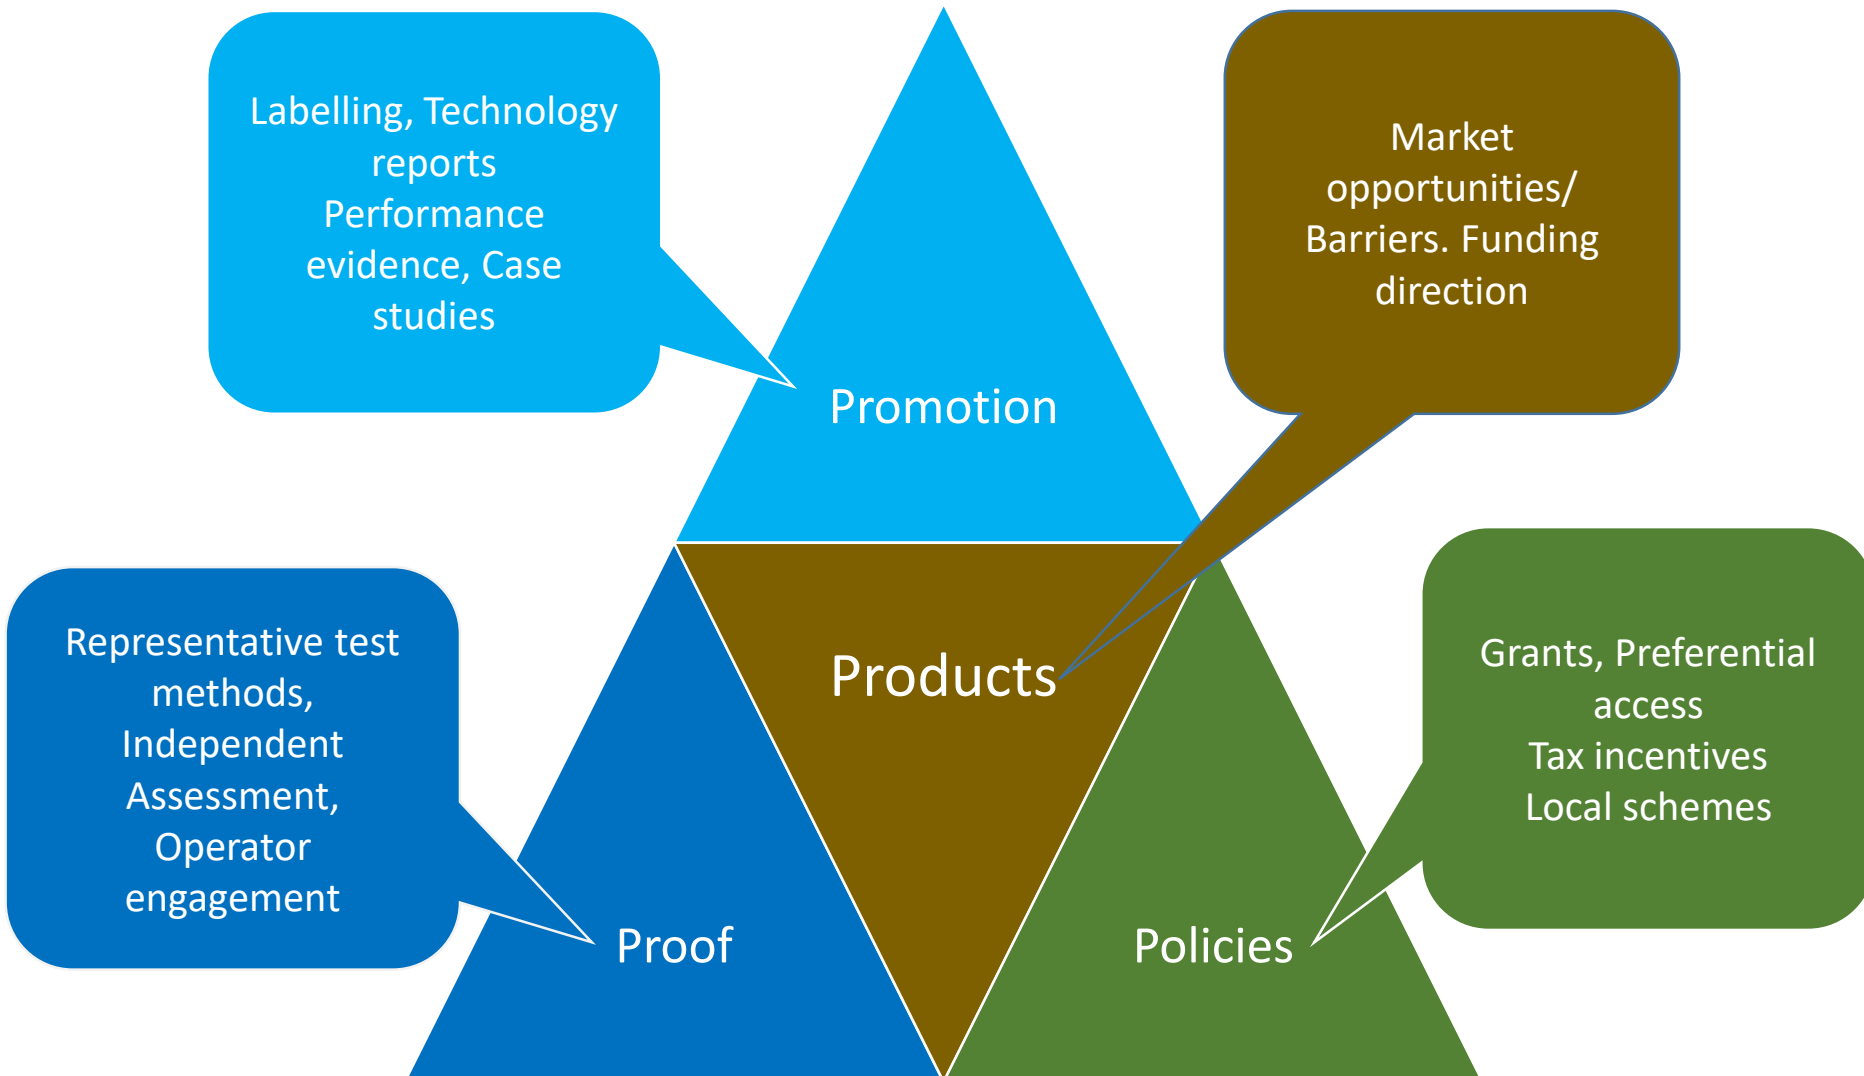 Labelling, Technology
reports
Performance
evidence, Case
studies
Market
opportunities/
Barriers. Funding
direction
Promotion
Products
Representative test
methods,
Independent
Assessment,
Operator
engagement
Proof
Grants, Preferential
access
Tax incentives
Local schemes
Policies